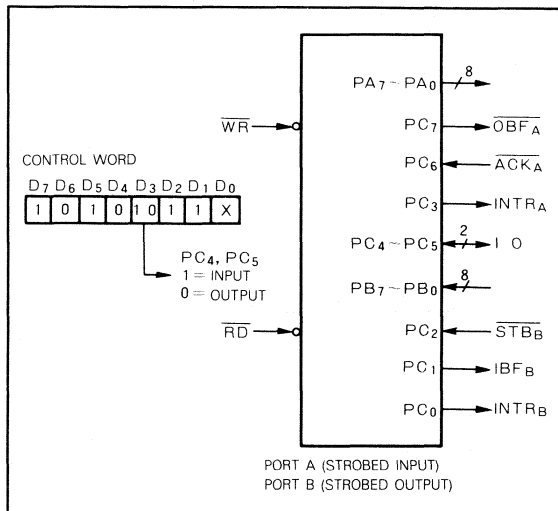 PA7 – PA0
8
WR
PC7
OBFA
CONTROL WORD
PC6
ACKA
D7 D6 D5 D4 D3 D2 D1 D0
1 0 1 0 10 1 1 X
PC3
INTRA
PC4, PC5
1 = INPUT
0 = OUTPUT
PC4 – PC5
2
I O
PB7 – PB0
8
RD
PC2
STBB
PC1
IBFB
PC0
INTRB
PORT A (STROBED INPUT)
PORT B (STROBED OUTPUT)